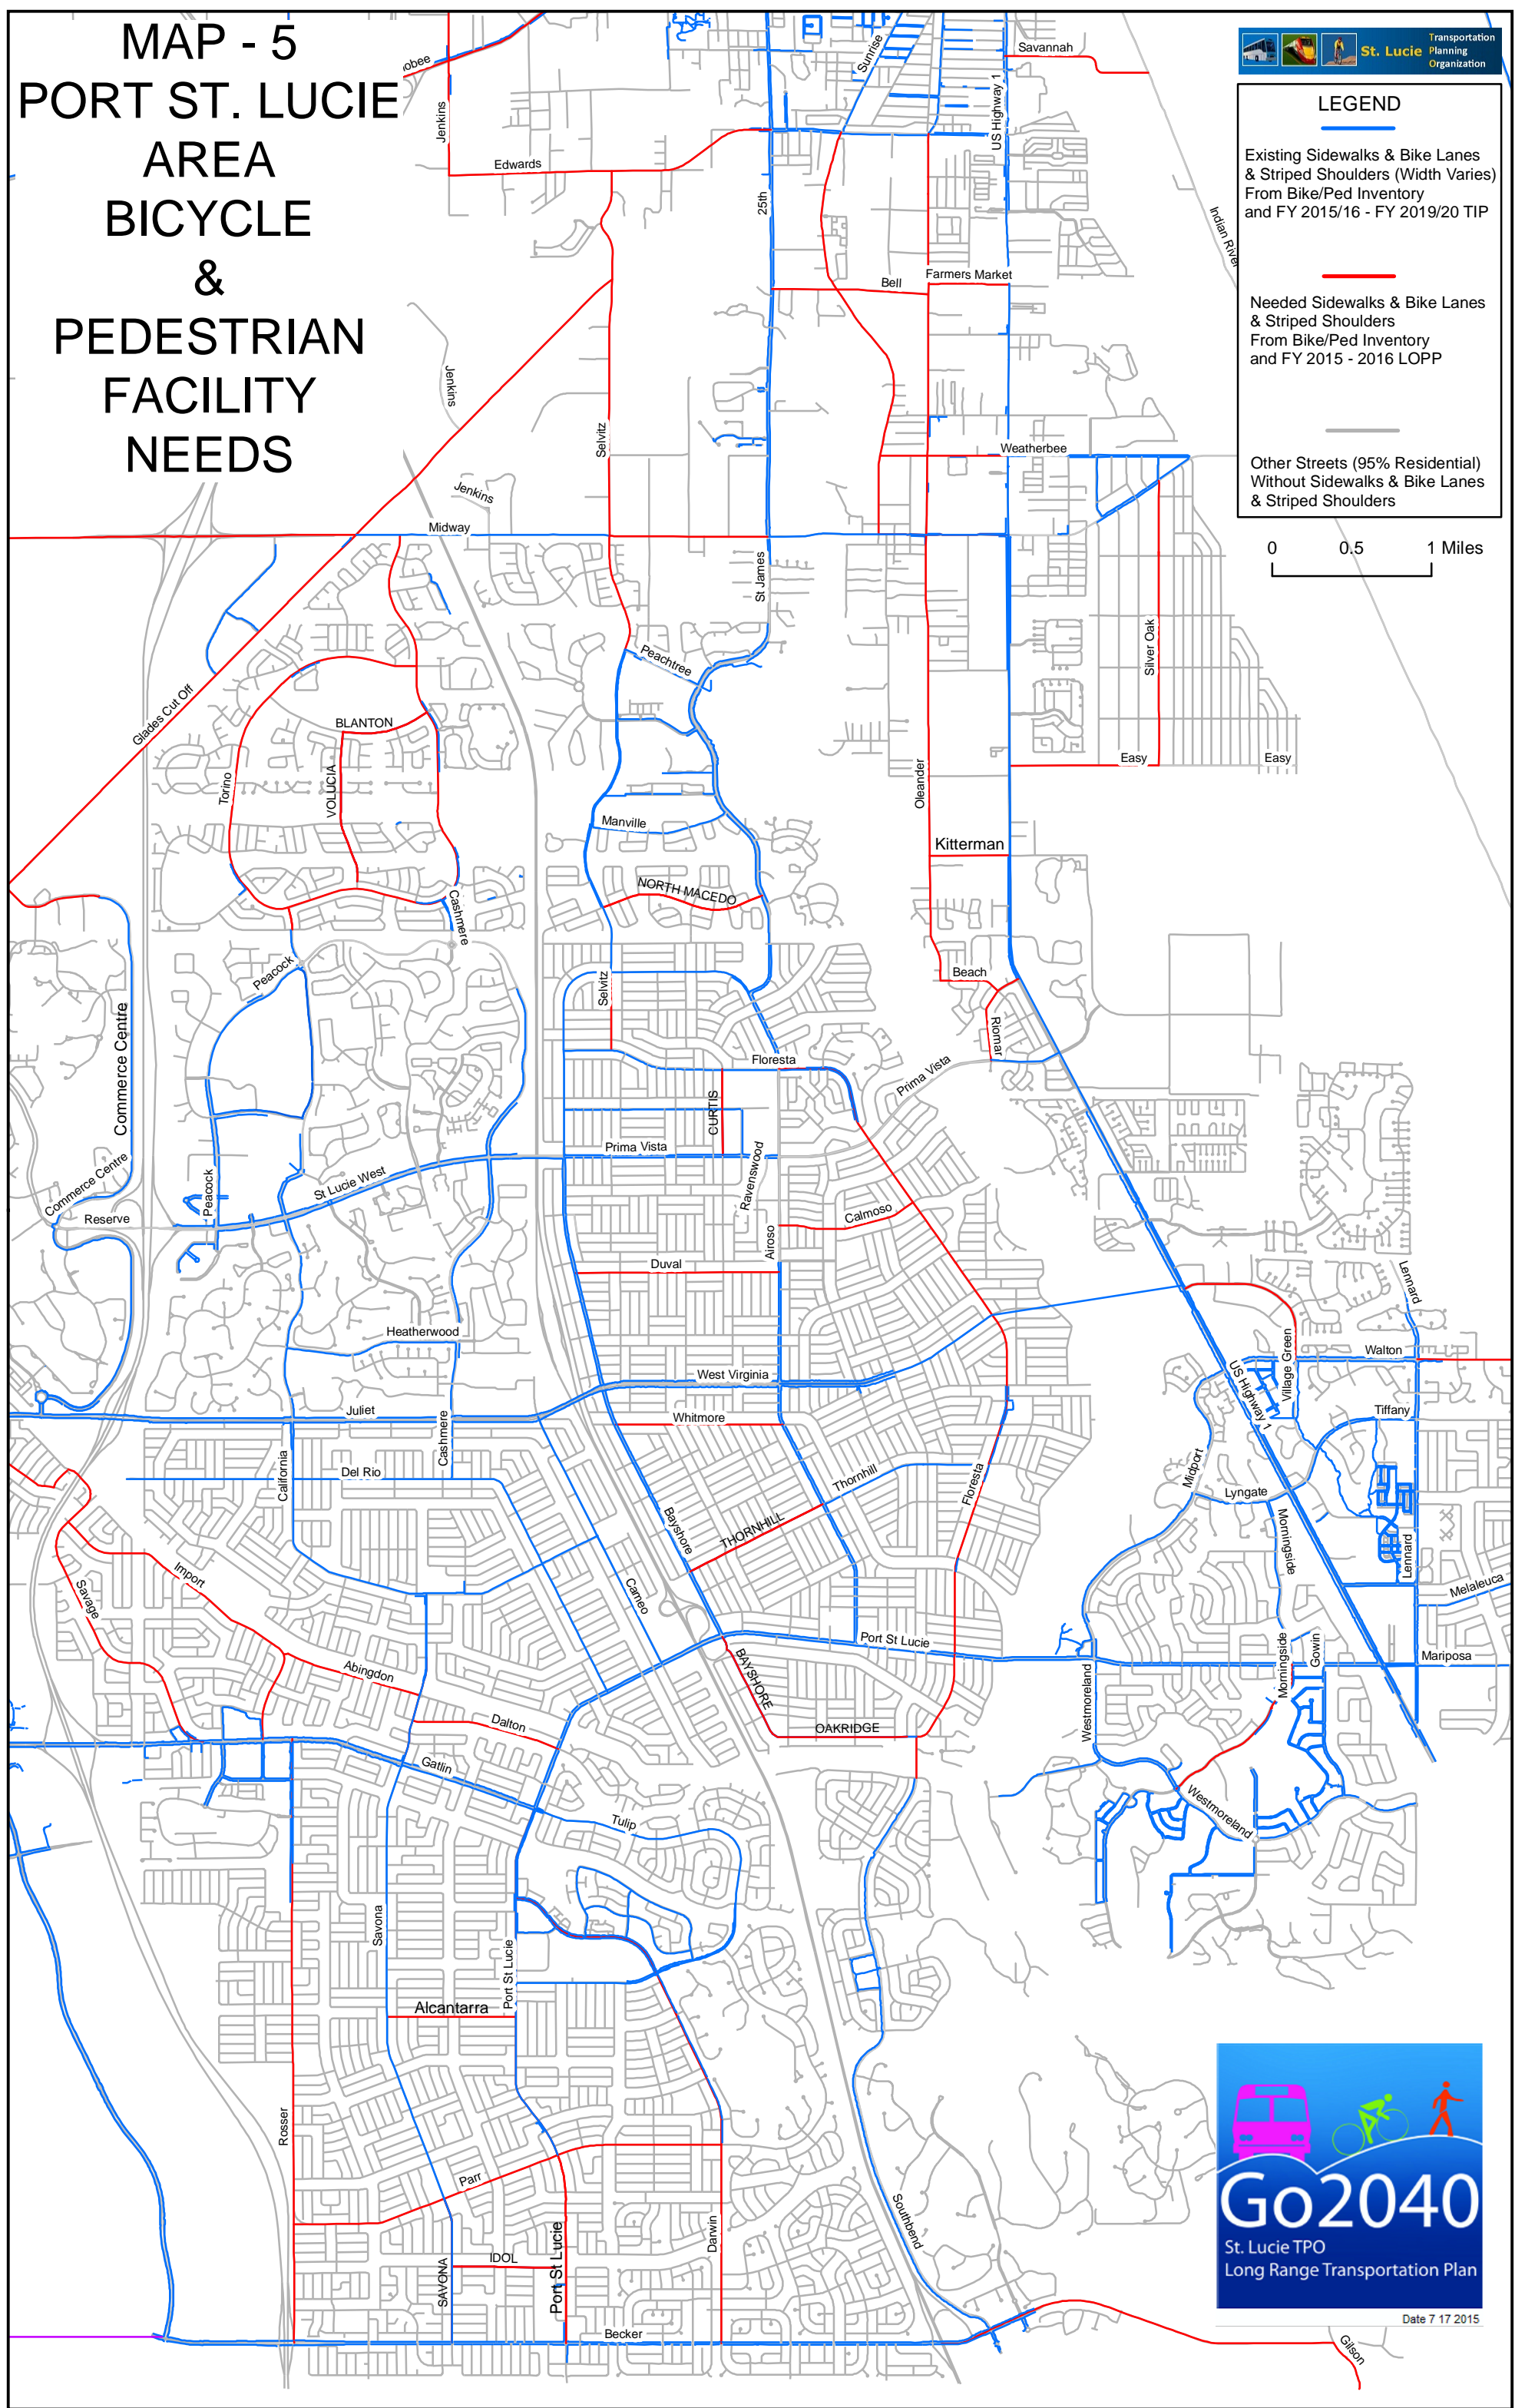 MAP - 5
PORT ST. LUCIE
AREA
BICYCLE
&
PEDESTRIAN
FACILITY
NEEDS
St. Lucie
Transportation
Planning
Organization
LEGEND
Existing Sidewalks & Bike Lanes
& Striped Shoulders (Width Varies)
From Bike/Ped Inventory
and FY 2015/16 - FY 2019/20 TIP
Needed Sidewalks & Bike Lanes
& Striped Shoulders
From Bike/Ped Inventory
and FY 2015 - 2016 LOPP
Other Streets (95% Residential)
Without Sidewalks & Bike Lanes
& Striped Shoulders
0 0.5 1 Miles
obee
Jenkins
Sunrise
Savannah
US Highway 1
Edwards
25th
Indian River
Bell
Farmers Market
Jenkins
Selvitz
Weatherbee
Jenkins
Midway
St James
Peachtree
Silver Oak
Glades Cut Off
BLANTON
Torino
VOLUCIA
Oleander
Easy
Easy
Manville
Kitterman
NORTH MACEDO
Cashmere
Peacock
Selvitz
Beach
Riomar
Commerce Centre
Floresta
Prima Vista
CURTIS
Prima Vista
Ravenswood
Commerce Centre
Peacock
St Lucie West
Reserve
Calmoso
Airoso
Duval
Lennard
Heatherwood
Village Green
Walton
West Virginia
US Highway 1
Juliet
Whitmore
Tiffany
Cashmere
California
Del Rio
Thornhill
Floresta
Midport
Lyngate
Bayshore
THORNHILL
Morningside
Import
Savage
Cameo
Lennard
Melaleuca
Port St Lucie
Morningside
Gowin
Mariposa
Abingdon
BAYSHORE
Westmoreland
Dalton
OAKRIDGE
Gatlin
Tulip
Westmoreland
Savona
Port St Lucie
Alcantarra
Rosser
Parr
Southbend
Darwin
Port St Lucie
IDOL
SAVONA
Becker
Gilson
Go2040
St. Lucie TPO
Long Range Transportation Plan
Date 7 17 2015